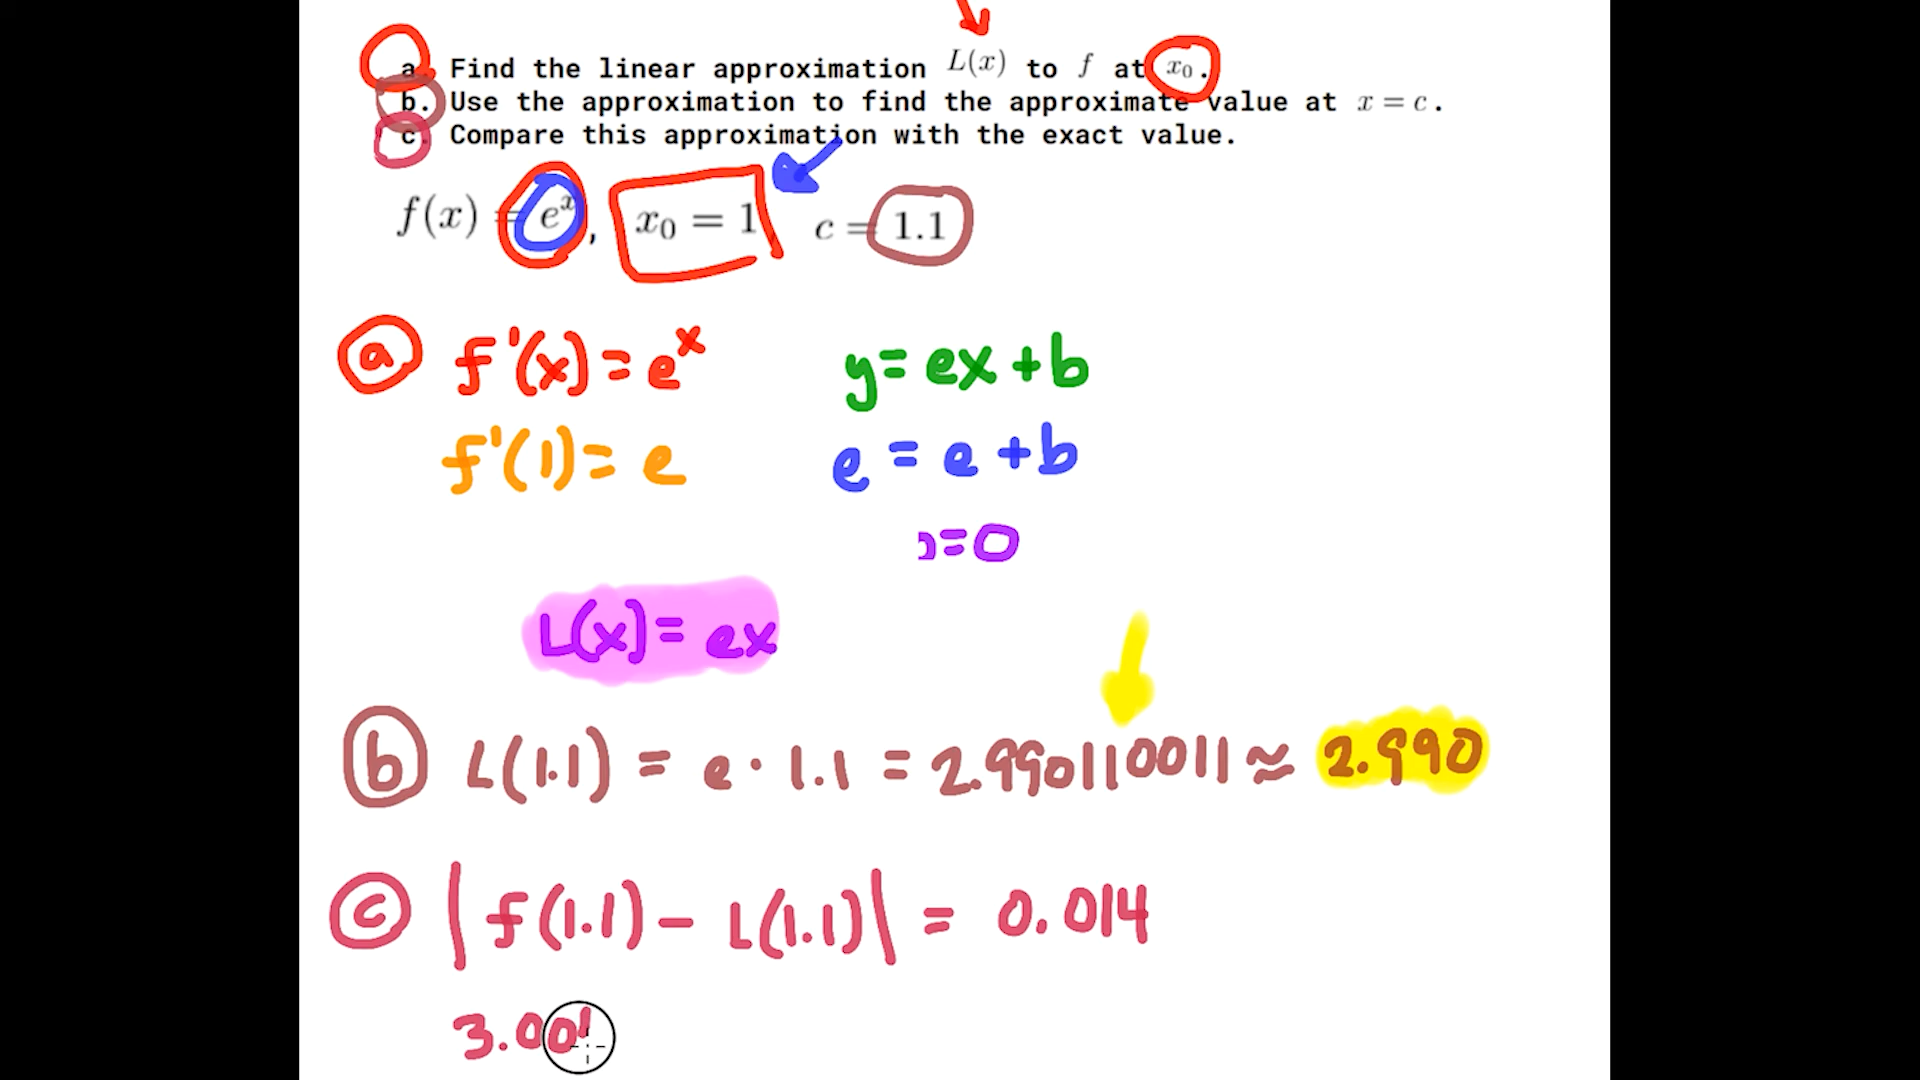 a. Find the linear approximation L(x) to f at x₀.
b. Use the approximation to find the approximate value at x = c.
c. Compare this approximation with the exact value.
f(x) = eˣ, x₀ = 1 c = 1.1
a f'(x) = eˣ y = ex + b
f'(1) = e e = e + b
=0
L(x) = ex
b L(1.1) = e · 1.1 = 2.990110011 ≈ 2.990
c | f(1.1) - L(1.1) | = 0.014
3.00